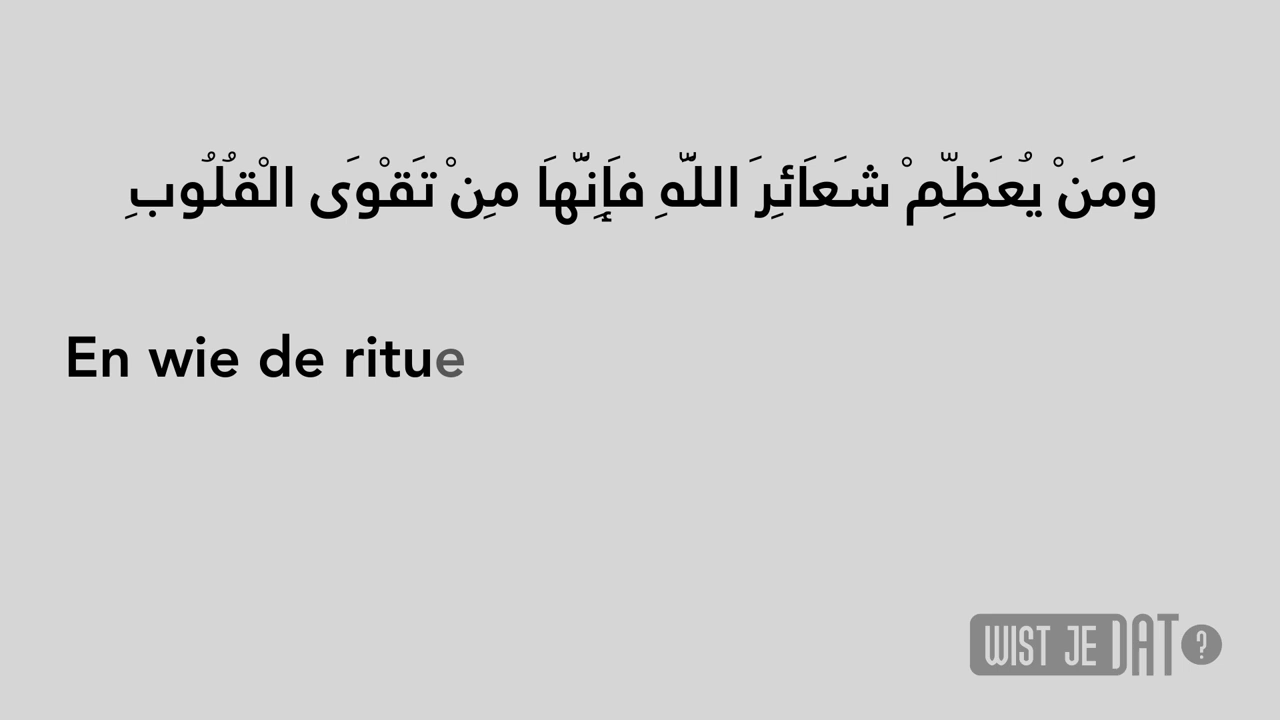 وَمَنْ يُعَظِّمْ شَعَائِرَ اللَّهِ فَإِنَّهَا مِنْ تَقْوَى الْقُلُوبِ
En wie de ritue
WIST JE DAT ?